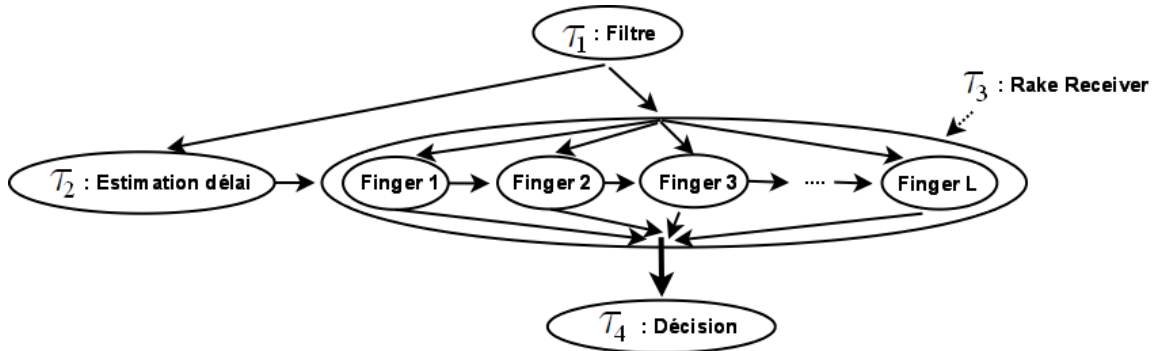 τ1 : Filtre
τ3 : Rake Receiver
τ2 : Estimation délai
Finger 1
Finger 2
Finger 3
....
Finger L
τ4 : Décision